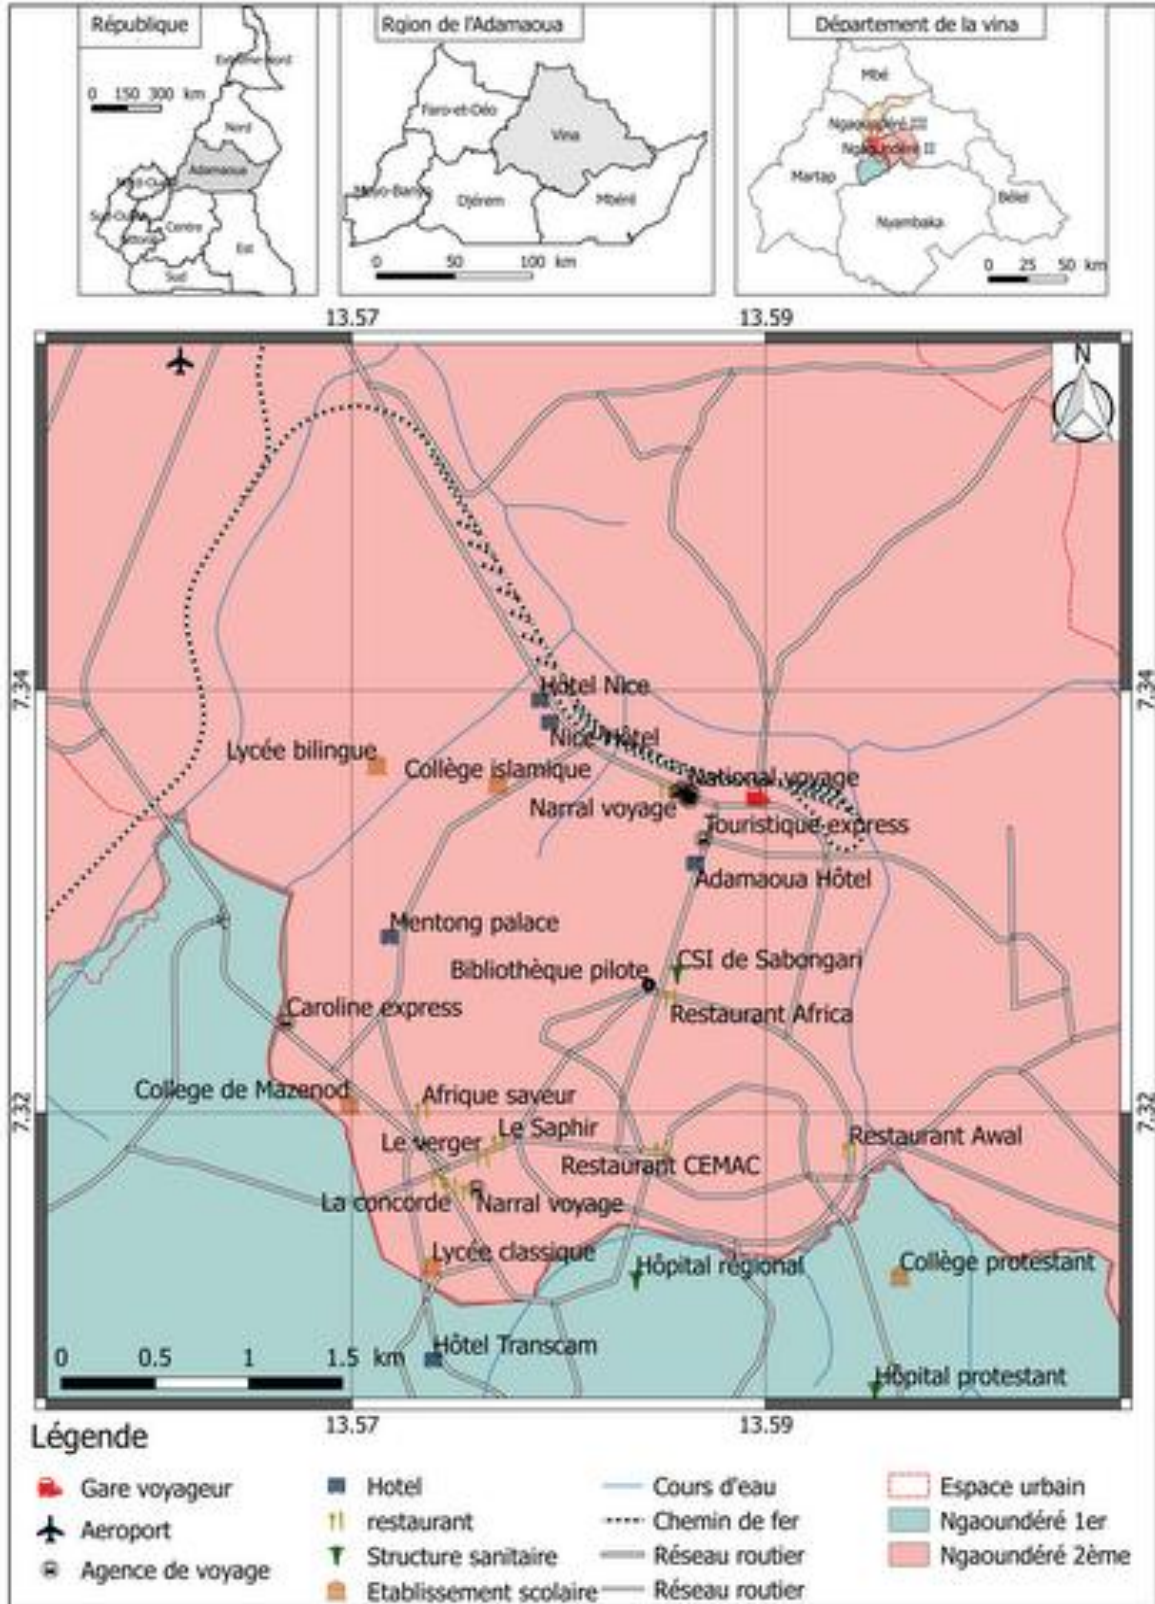 République
Rgion de l'Adamaoua
Département de la vina
Extrême-Nord
0 150 300 km
Nord
Adamaoua
Nord-Ouest
Sud-Ouest
Littoral
Centre
Est
Sud
Faro-et-Déo
Vina
Mayo-Banyo
Djérem
Mbéré
0 50 100 km
Mbé
Ngaoundéré III
Ngaoundéré II
Martap
Bélel
Nyambaka
0 25 50 km
13.57 13.59
N
7.34 7.34
Hôtel Nice
Nice Hôtel
Lycée bilingue
Collège islamique
National voyage
Narral voyage
Touristique express
Adamaoua Hôtel
Mentong palace
CSI de Sabongari
Bibliothèque pilote
Restaurant Africa
Caroline express
College de Mazenod
Afrique saveur
7.32 7.32
Le Saphir
Le verger
Restaurant Awal
Restaurant CEMAC
La concorde
Narral voyage
Lycée classique
Hôpital régional
Collège protestant
Hôtel Transcam
0 0.5 1 1.5 km
Hôpital protestant
13.57 13.59
Légende
Gare voyageur
Aeroport
Agence de voyage
Hotel
restaurant
Structure sanitaire
Etablissement scolaire
Cours d'eau
Chemin de fer
Réseau routier
Réseau routier
Espace urbain
Ngaoundéré 1er
Ngaoundéré 2ème